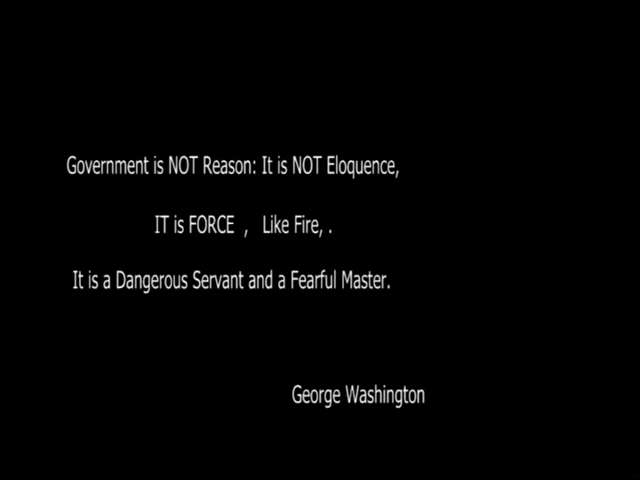 Government is NOT Reason: It is NOT Eloquence,
IT is FORCE , Like Fire, .
It is a Dangerous Servant and a Fearful Master.
George Washington